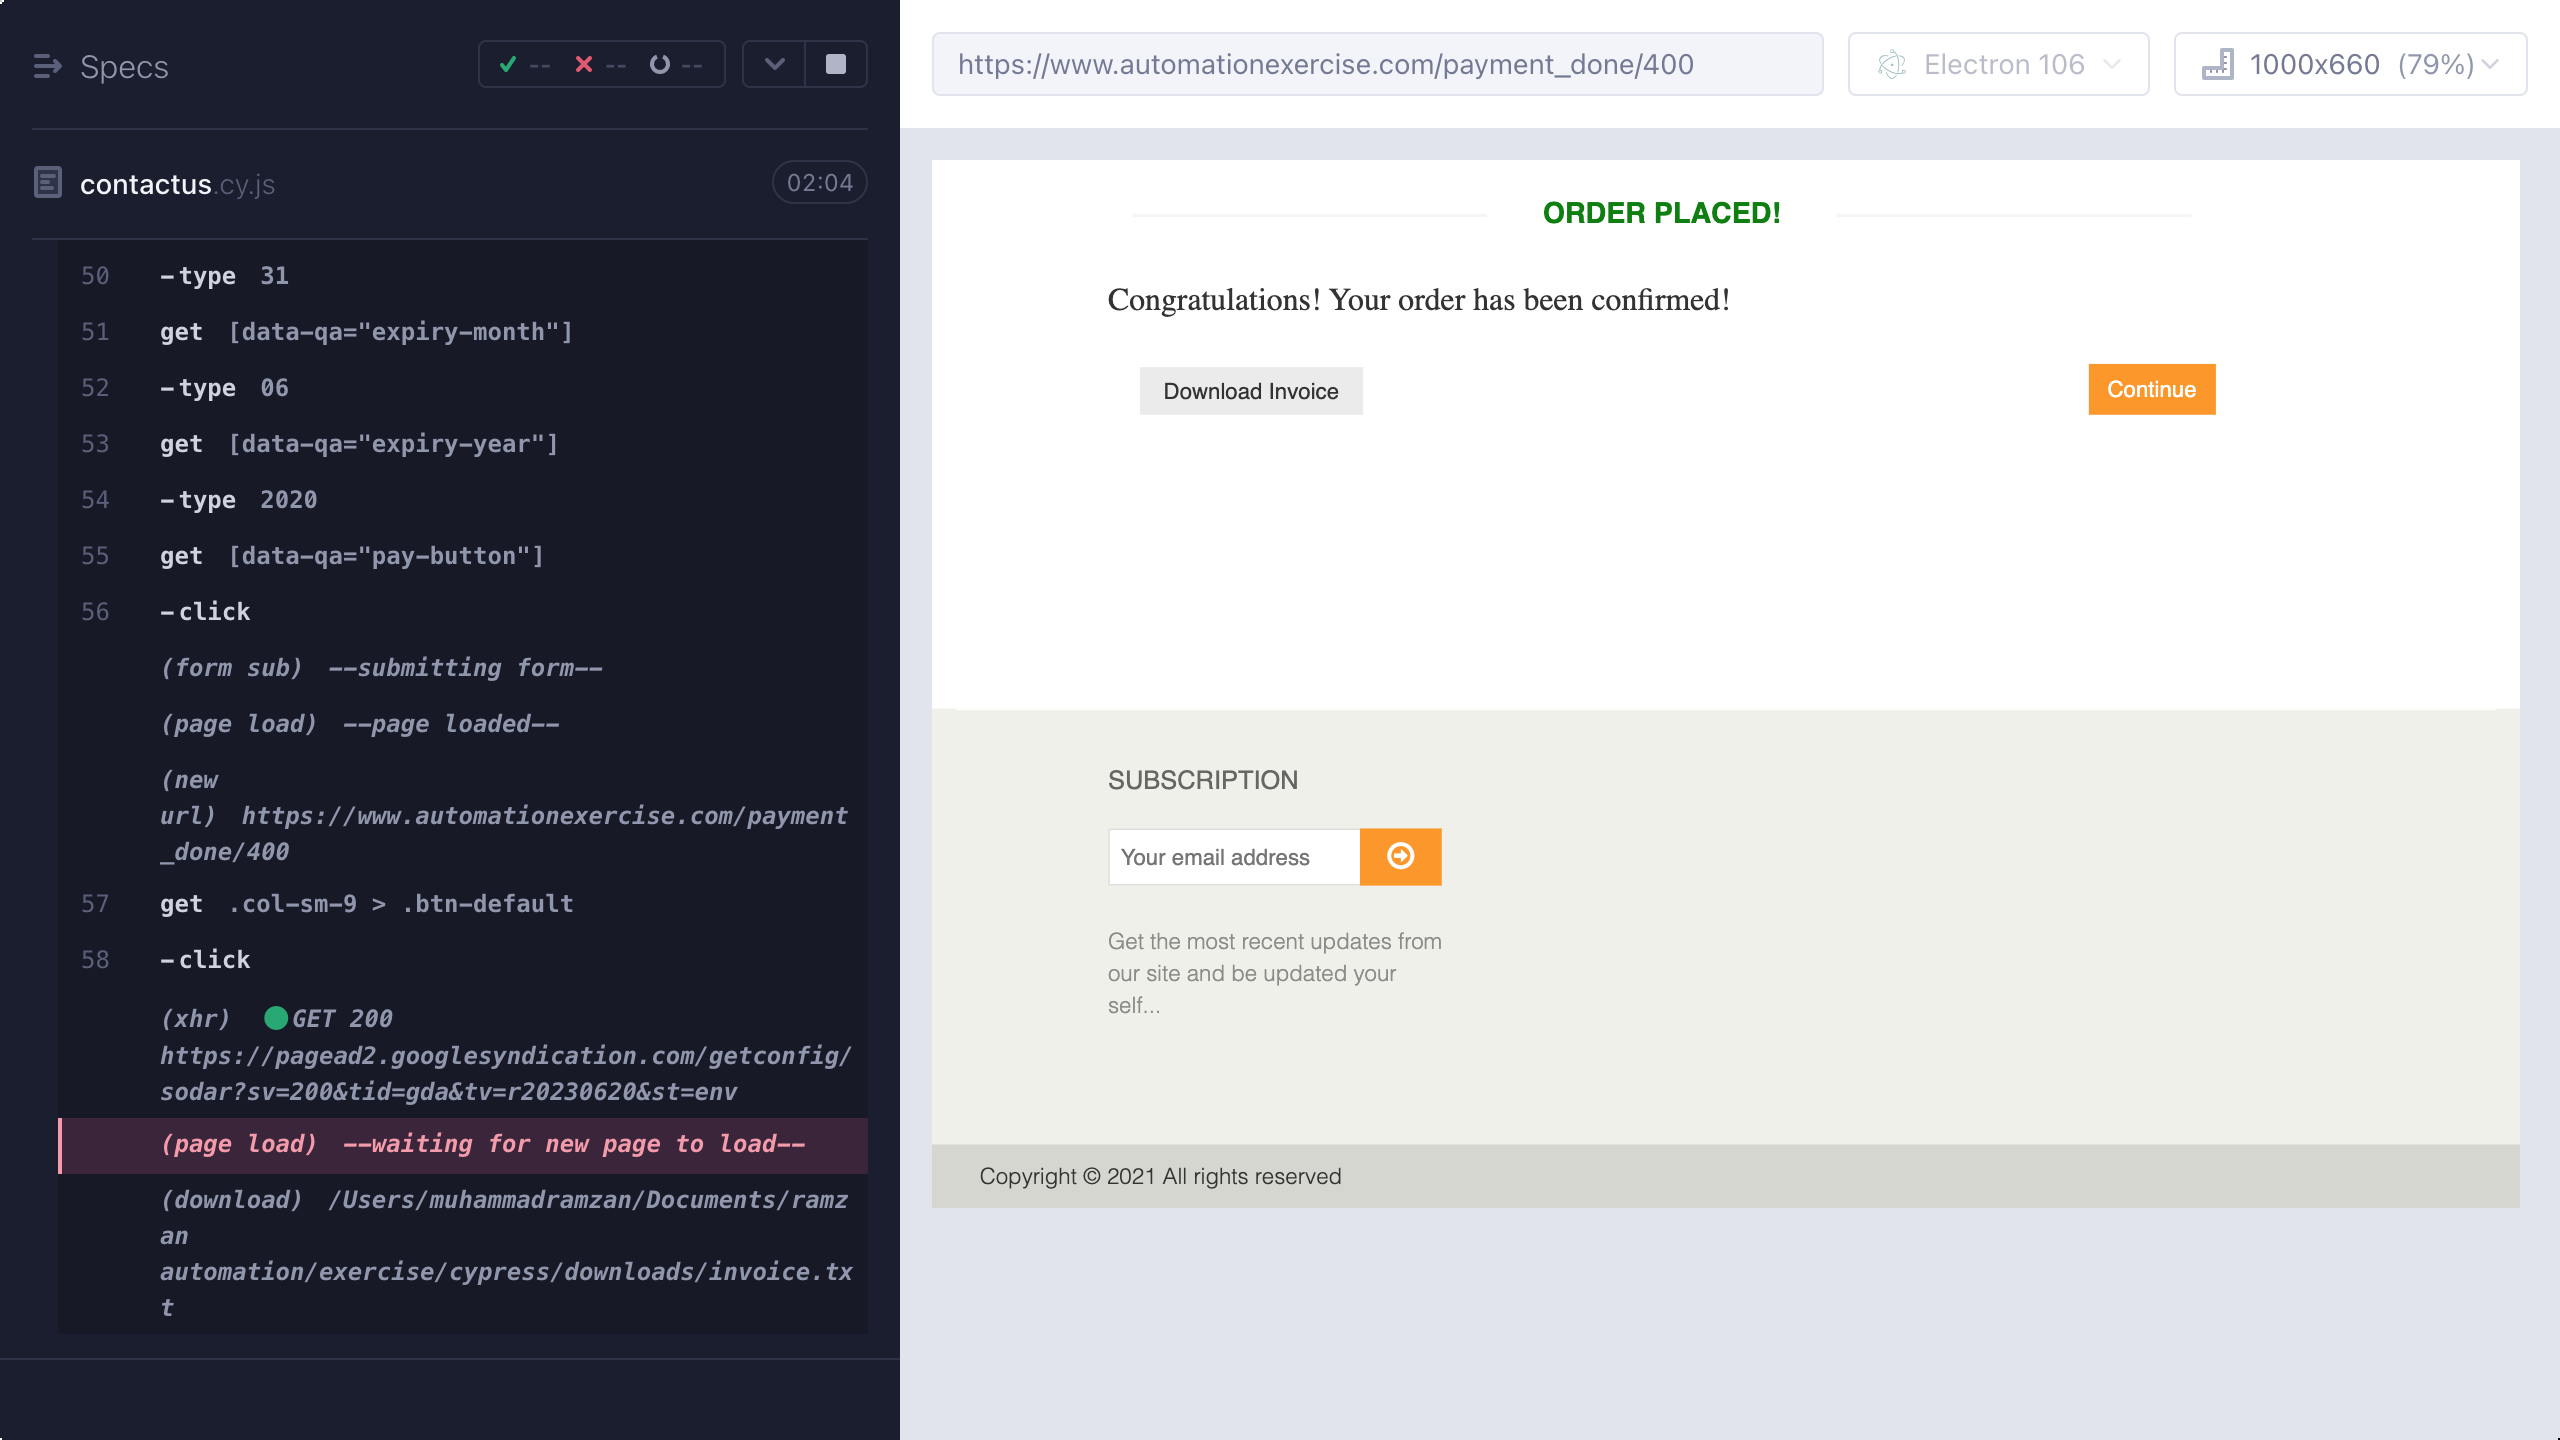 Specs
--
--
--
contactus.cy.js
02:04
50 -type 31
51 get [data-qa="expiry-month"]
52 -type 06
53 get [data-qa="expiry-year"]
54 -type 2020
55 get [data-qa="pay-button"]
56 -click
(form sub) --submitting form--
(page load) --page loaded--
(new
url) https://www.automationexercise.com/payment
_done/400
57 get .col-sm-9 > .btn-default
58 -click
(xhr) GET 200
https://pagead2.googlesyndication.com/getconfig/
sodar?sv=200&tid=gda&tv=r20230620&st=env
(page load) --waiting for new page to load--
(download) /Users/muhammadramzan/Documents/ramz
an
automation/exercise/cypress/downloads/invoice.tx
t
https://www.automationexercise.com/payment_done/400
Electron 106
1000x660 (79%)
ORDER PLACED!
Congratulations! Your order has been confirmed!
Download Invoice
Continue
SUBSCRIPTION
Your email address
Get the most recent updates from
our site and be updated your
self...
Copyright © 2021 All rights reserved